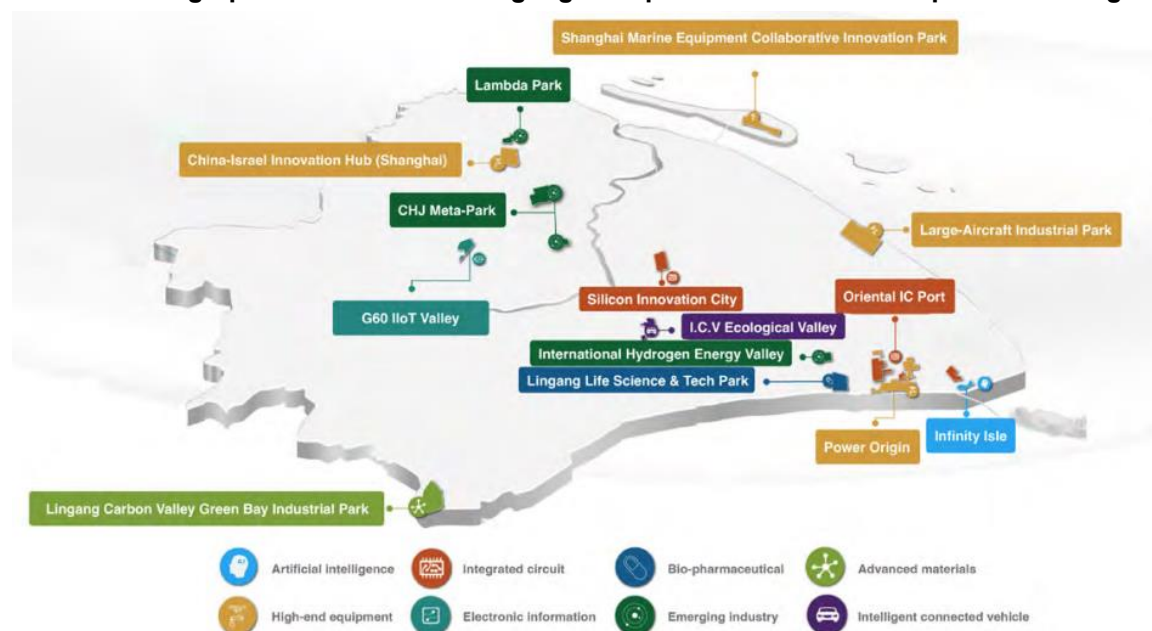 Shanghai Marine Equipment Collaborative Innovation Park
Lambda Park
China-Israel Innovation Hub (Shanghai)
CHJ Meta-Park
Large-Aircraft Industrial Park
Silicon Innovation City
Oriental IC Port
G60 IIoT Valley
I.C.V Ecological Valley
International Hydrogen Energy Valley
Lingang Life Science & Tech Park
Power Origin
Infinity Isle
Lingang Carbon Valley Green Bay Industrial Park
Artificial intelligence
Integrated circuit
Bio-pharmaceutical
Advanced materials
High-end equipment
Electronic information
Emerging industry
Intelligent connected vehicle